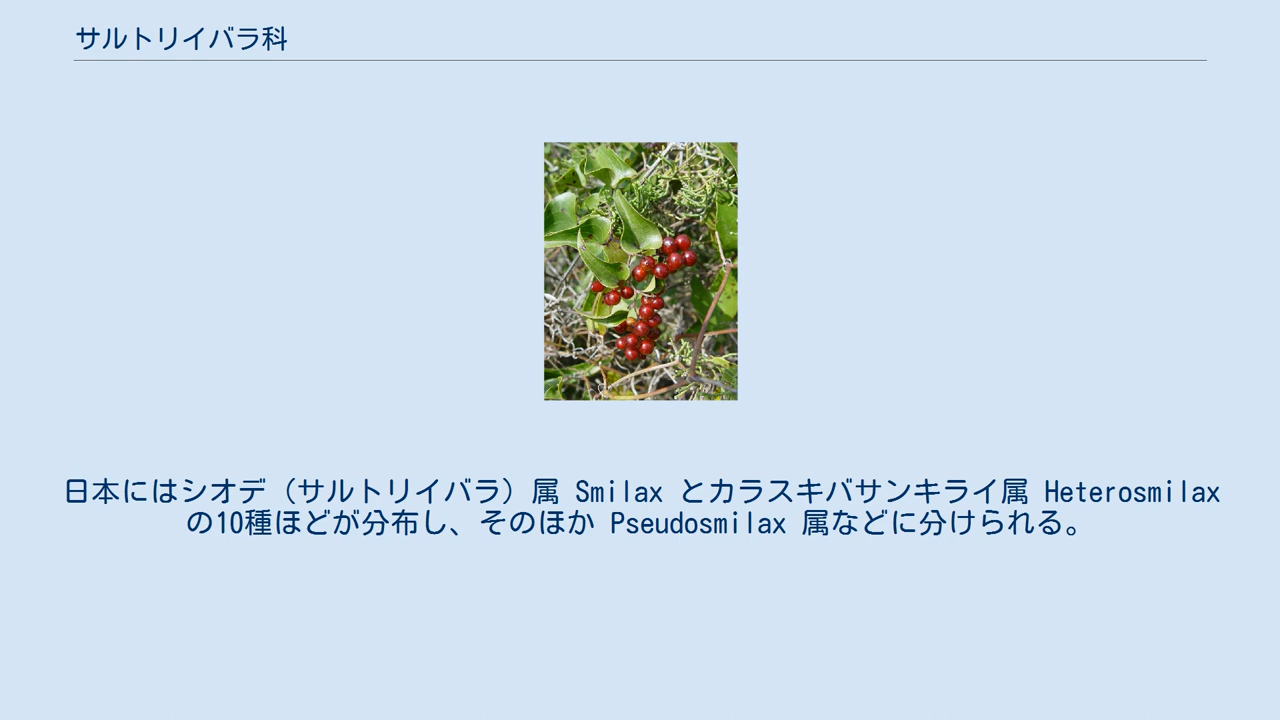 サルトリイバラ科
日本にはシオデ（サルトリイバラ）属 Smilax とカラスキバサンキライ属 Heterosmilax
の10種ほどが分布し、そのほか Pseudosmilax 属などに分けられる。